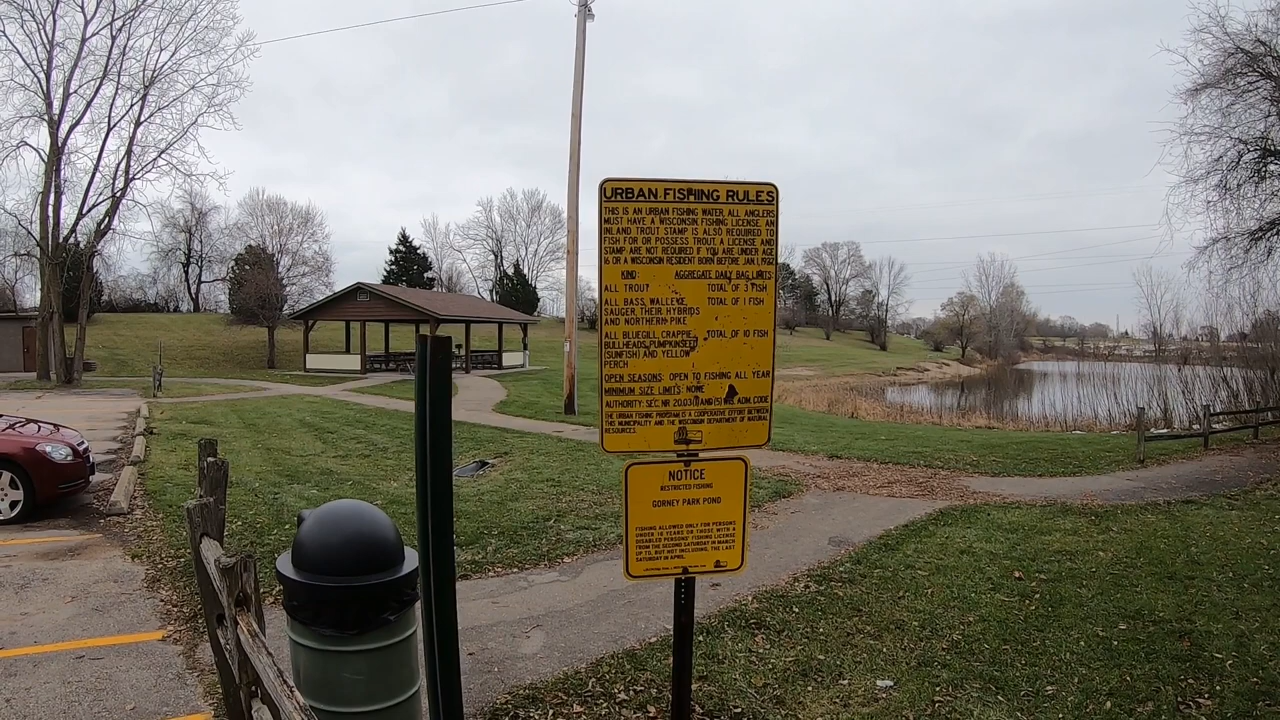 URBAN FISHING RULES
THIS IS AN URBAN FISHING WATER, ALL ANGLERS
MUST HAVE A WISCONSIN FISHING LICENSE. AN
INLAND TROUT STAMP IS ALSO REQUIRED TO
FISH FOR OR POSSESS TROUT. A LICENSE AND
STAMP ARE NOT REQUIRED IF YOU ARE UNDER AGE
16 OR A WISCONSIN RESIDENT BORN BEFORE JAN.1,1927.
KIND: AGGREGATE DAILY BAG LIMITS:
ALL TROUT TOTAL OF 3 FISH
ALL BASS, WALLEYE, TOTAL OF 1 FISH
SAUGER, THEIR HYBRIDS
AND NORTHERN PIKE
ALL BLUEGILL, CRAPPIE, TOTAL OF 10 FISH
BULLHEADS, PUMPKINSEED
(SUNFISH) AND YELLOW
PERCH
OPEN SEASONS: OPEN TO FISHING ALL YEAR
MINIMUM SIZE LIMITS: NONE
AUTHORITY: SEC. NR 20.03(1) AND(5) WIS. ADM. CODE
THE URBAN FISHING PROGRAM IS A COOPERATIVE EFFORT BETWEEN
THIS MUNICIPALITY AND THE WISCONSIN DEPARTMENT OF NATURAL
RESOURCES.
NOTICE
RESTRICTED FISHING
GORNEY PARK POND
FISHING ALLOWED ONLY FOR PERSONS
UNDER 16 YEARS OR THOSE WITH A
DISABLED PERSONS' FISHING LICENSE
FROM THE SECOND SATURDAY IN MARCH
UP TO, BUT NOT INCLUDING, THE LAST
SATURDAY IN APRIL.